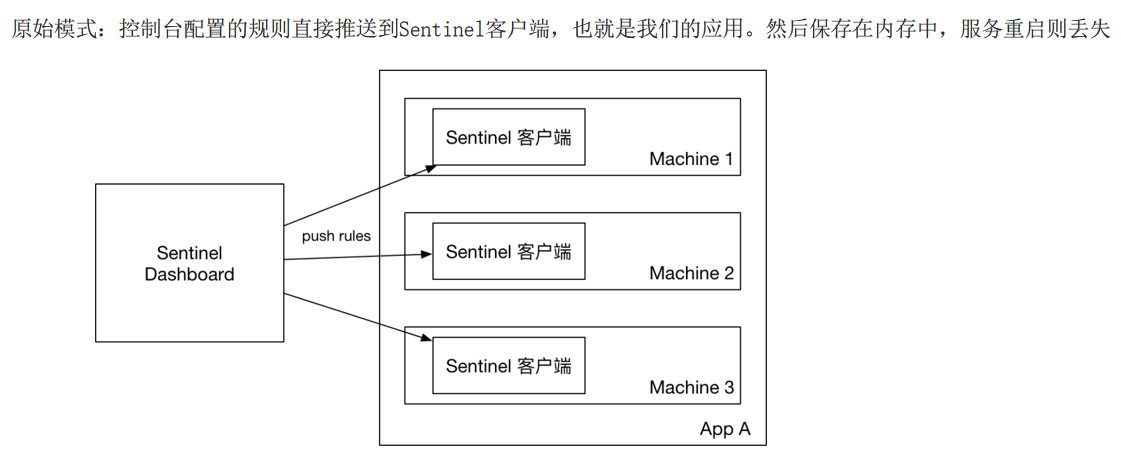 原始模式：控制台配置的规则直接推送到Sentinel客户端，也就是我们的应用。然后保存在内存中，服务重启则丢失
Sentinel 客户端
Machine 1
push rules
Sentinel
Dashboard
Sentinel 客户端
Machine 2
Sentinel 客户端
Machine 3
App A